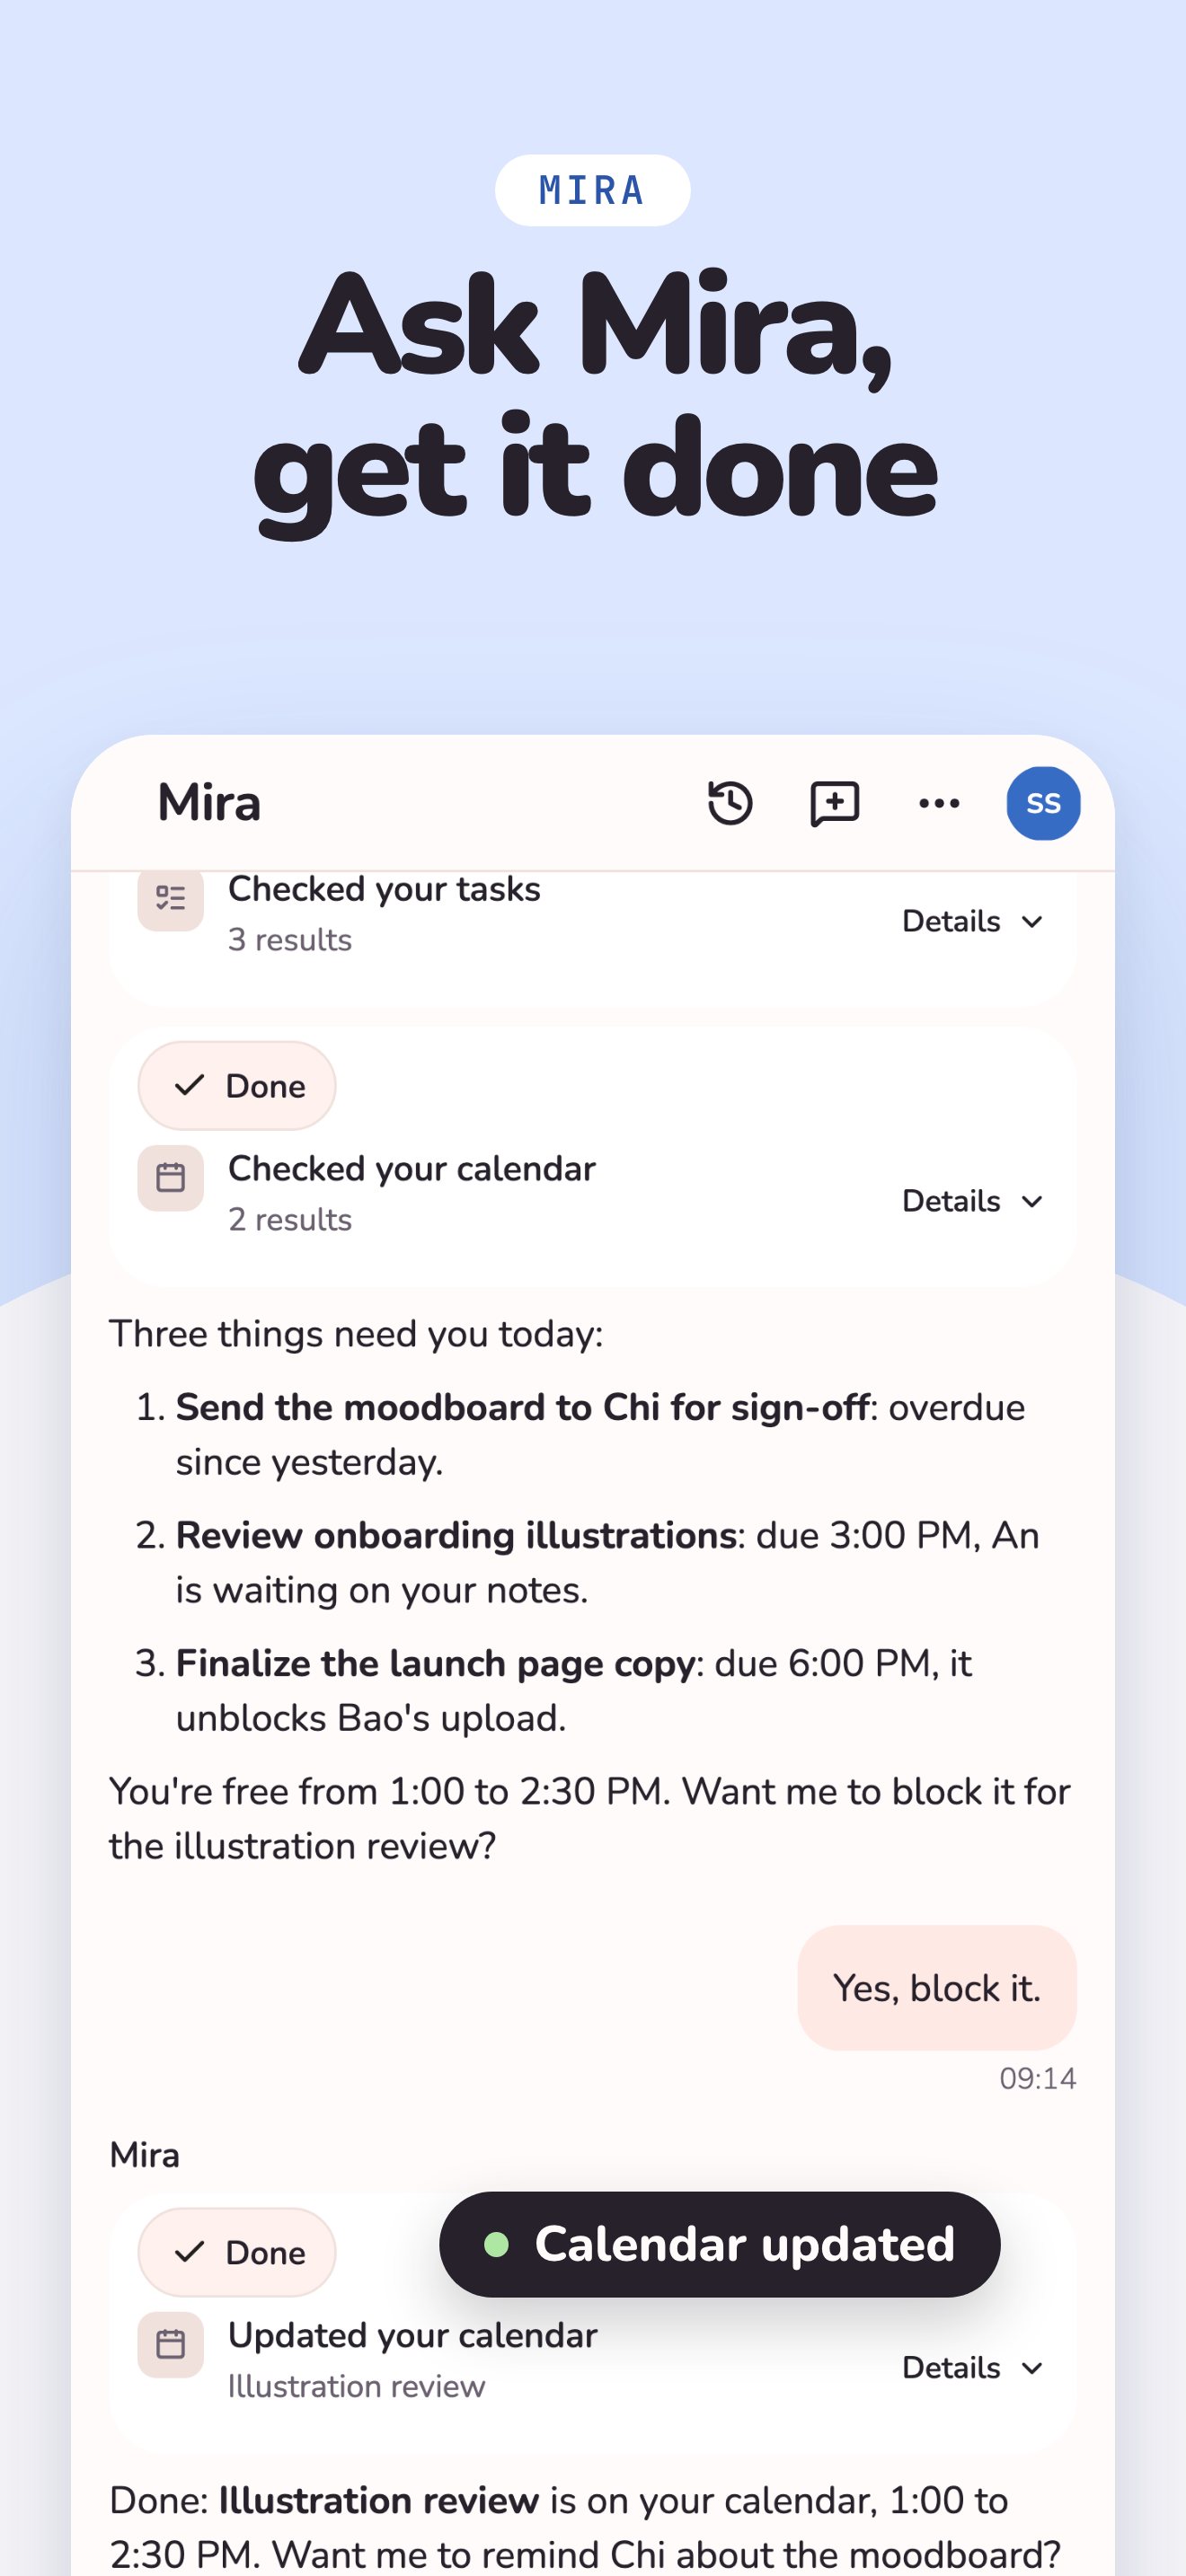 MIRA
Ask Mira,
get it done
Mira
SS
Checked your tasks
3 results
Details
Done
Checked your calendar
2 results
Details
Three things need you today:
1. Send the moodboard to Chi for sign-off: overdue
since yesterday.
2. Review onboarding illustrations: due 3:00 PM, An
is waiting on your notes.
3. Finalize the launch page copy: due 6:00 PM, it
unblocks Bao's upload.
You're free from 1:00 to 2:30 PM. Want me to block it for
the illustration review?
Yes, block it.
09:14
Mira
Done
Calendar updated
Updated your calendar
Illustration review
Details
Done: Illustration review is on your calendar, 1:00 to
2:30 PM. Want me to remind Chi about the moodboard?